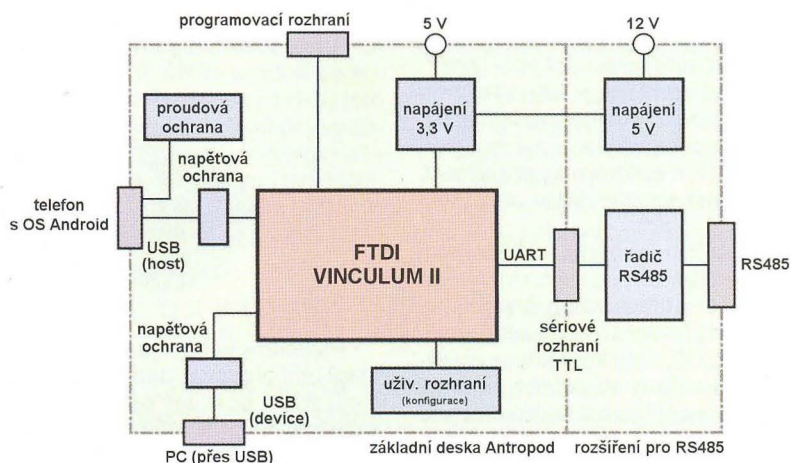 programovací rozhraní
5 V
12 V
proudová
ochrana
napájení
3,3 V
napájení
5 V
napěťová
ochrana
telefon
s OS Android
USB
(host)
FTDI
VINCULUM II
UART
řadič
RS485
RS485
sériové
rozhraní
TTL
napěťová
ochrana
USB
(device)
uživ. rozhraní
(konfigurace)
PC (přes USB)
základní deska Antropod
rozšíření pro RS485